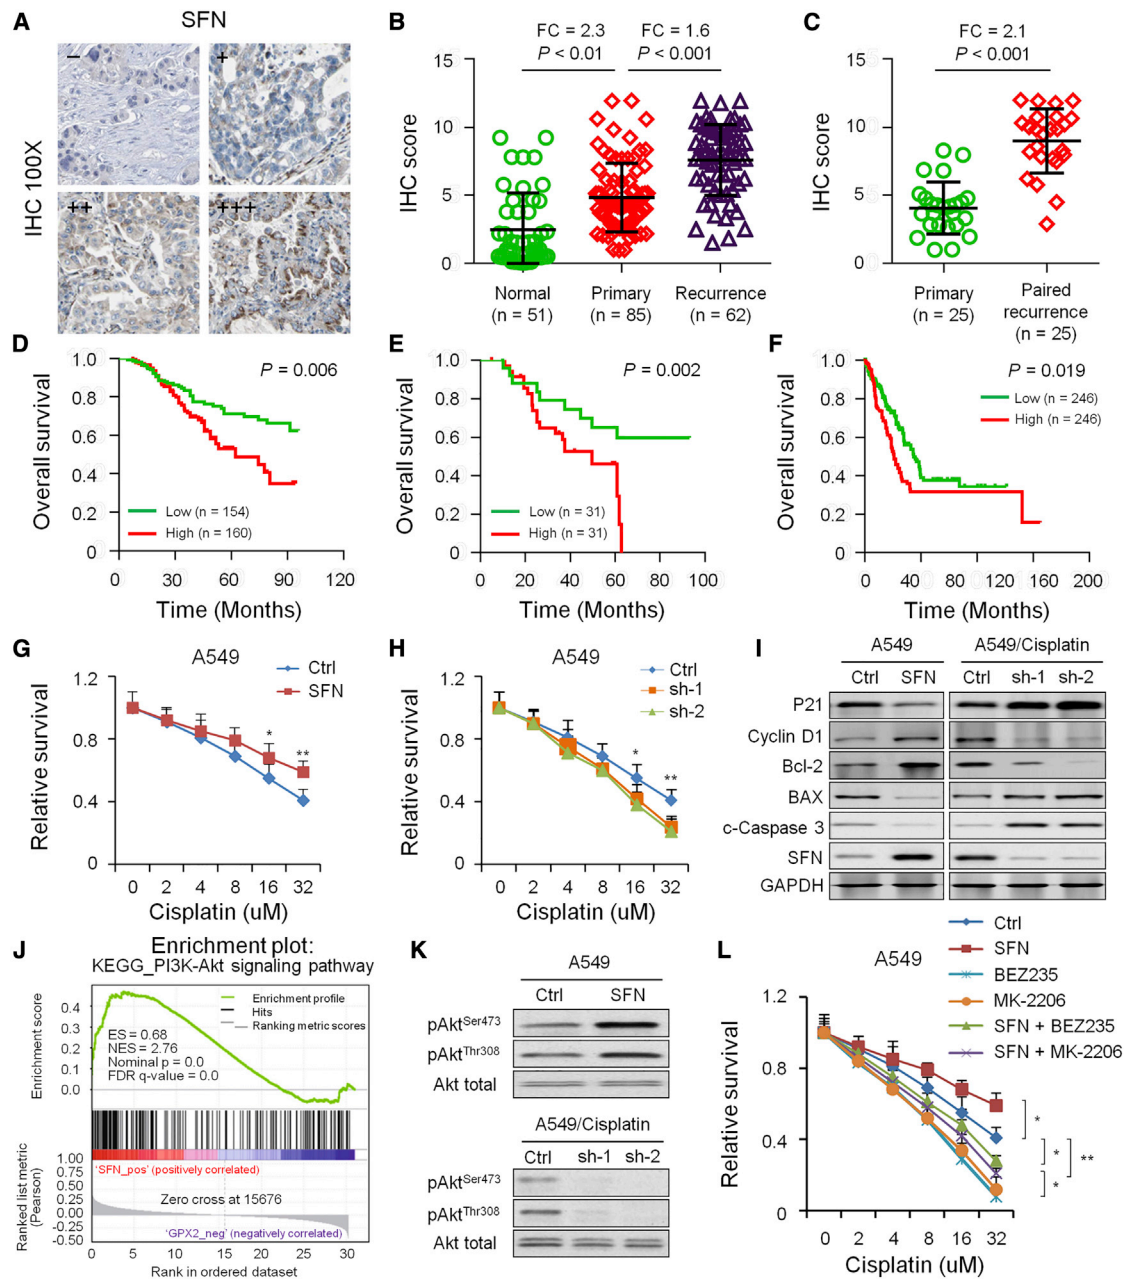 A
SFN
IHC 100X
−
+
++
+++
B
FC = 2.3
P < 0.01
FC = 1.6
P < 0.001
IHC score
15
10
5
0
Normal
(n = 51)
Primary
(n = 85)
Recurrence
(n = 62)
C
FC = 2.1
P < 0.001
IHC score
15
10
5
0
Primary
(n = 25)
Paired
recurrence
(n = 25)
D
P = 0.006
Overall survival
1.0
0.8
0.6
0.4
0.2
0
Low (n = 154)
High (n = 160)
0 30 60 90 120
Time (Months)
E
P = 0.002
Overall survival
1.0
0.8
0.6
0.4
0.2
0
Low (n = 31)
High (n = 31)
0 20 40 60 80 100
Time (Months)
F
P = 0.019
Low (n = 246)
High (n = 246)
Overall survival
1.0
0.8
0.6
0.4
0.2
0
0 40 80 120 160 200
Time (Months)
G
A549
Ctrl
SFN
Relative survival
1.2
0.8
0.4
0
* **
0 2 4 8 16 32
Cisplatin (uM)
H
A549
Ctrl
sh-1
sh-2
Relative survival
1.2
0.8
0.4
0
* **
0 2 4 8 16 32
Cisplatin (uM)
I
A549 A549/Cisplatin
Ctrl SFN Ctrl sh-1 sh-2
P21
Cyclin D1
Bcl-2
BAX
c-Caspase 3
SFN
GAPDH
J
Enrichment plot:
KEGG_PI3K-Akt signaling pathway
Enrichment score
0.4
0.3
0.2
0.1
0.0
Enrichment profile
Hits
Ranking metric scores
ES = 0.68
NES = 2.76
Nominal p = 0.0
FDR q-value = 0.0
Ranked list metric
(Pearson)
1.00
0.75
0.50
0.25
0.00
-0.25
-0.50
'SFN_pos' (positively correlated)
Zero cross at 15676
'GPX2_neg' (negatively correlated)
0 5 10 15 20 25 30
Rank in ordered dataset
K
A549
Ctrl SFN
pAktSer473
pAktThr308
Akt total
A549/Cisplatin
Ctrl sh-1 sh-2
pAktSer473
pAktThr308
Akt total
L
A549
Ctrl
SFN
BEZ235
MK-2206
SFN + BEZ235
SFN + MK-2206
Relative survival
1.2
0.8
0.4
0
*
*
**
*
0 2 4 8 16 32
Cisplatin (uM)